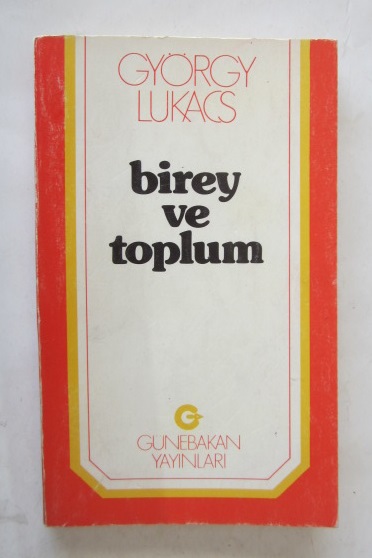 GYÖRGY
LUKACS
birey
ve
toplum
GÜNEBAKAN
YAYINLARI